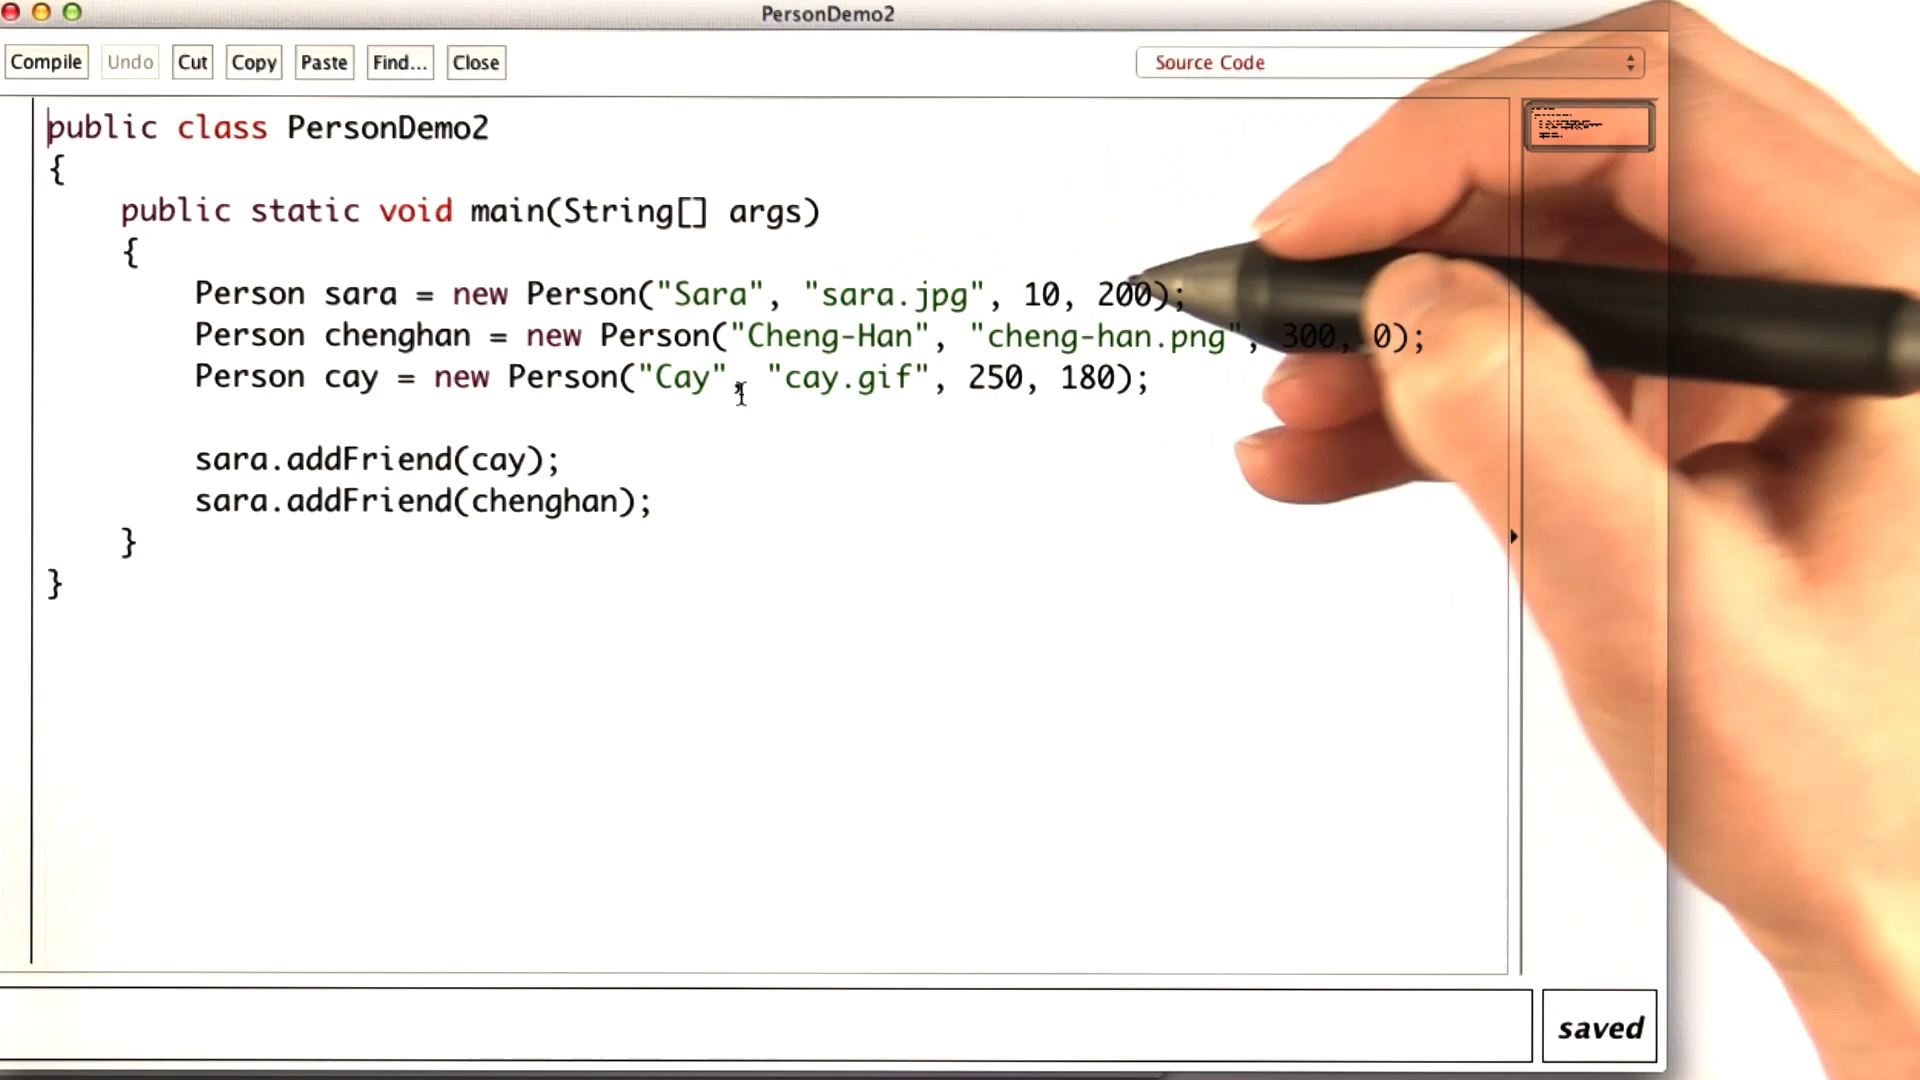 PersonDemo2
Compile Undo Cut Copy Paste Find... Close Source Code
public class PersonDemo2
{
public static void main(String[] args)
{
Person sara = new Person("Sara", "sara.jpg", 10, 200);
Person chenghan = new Person("Cheng-Han", "cheng-han.png", 300, 0);
Person cay = new Person("Cay", "cay.gif", 250, 180);
sara.addFriend(cay);
sara.addFriend(chenghan);
}
}
saved